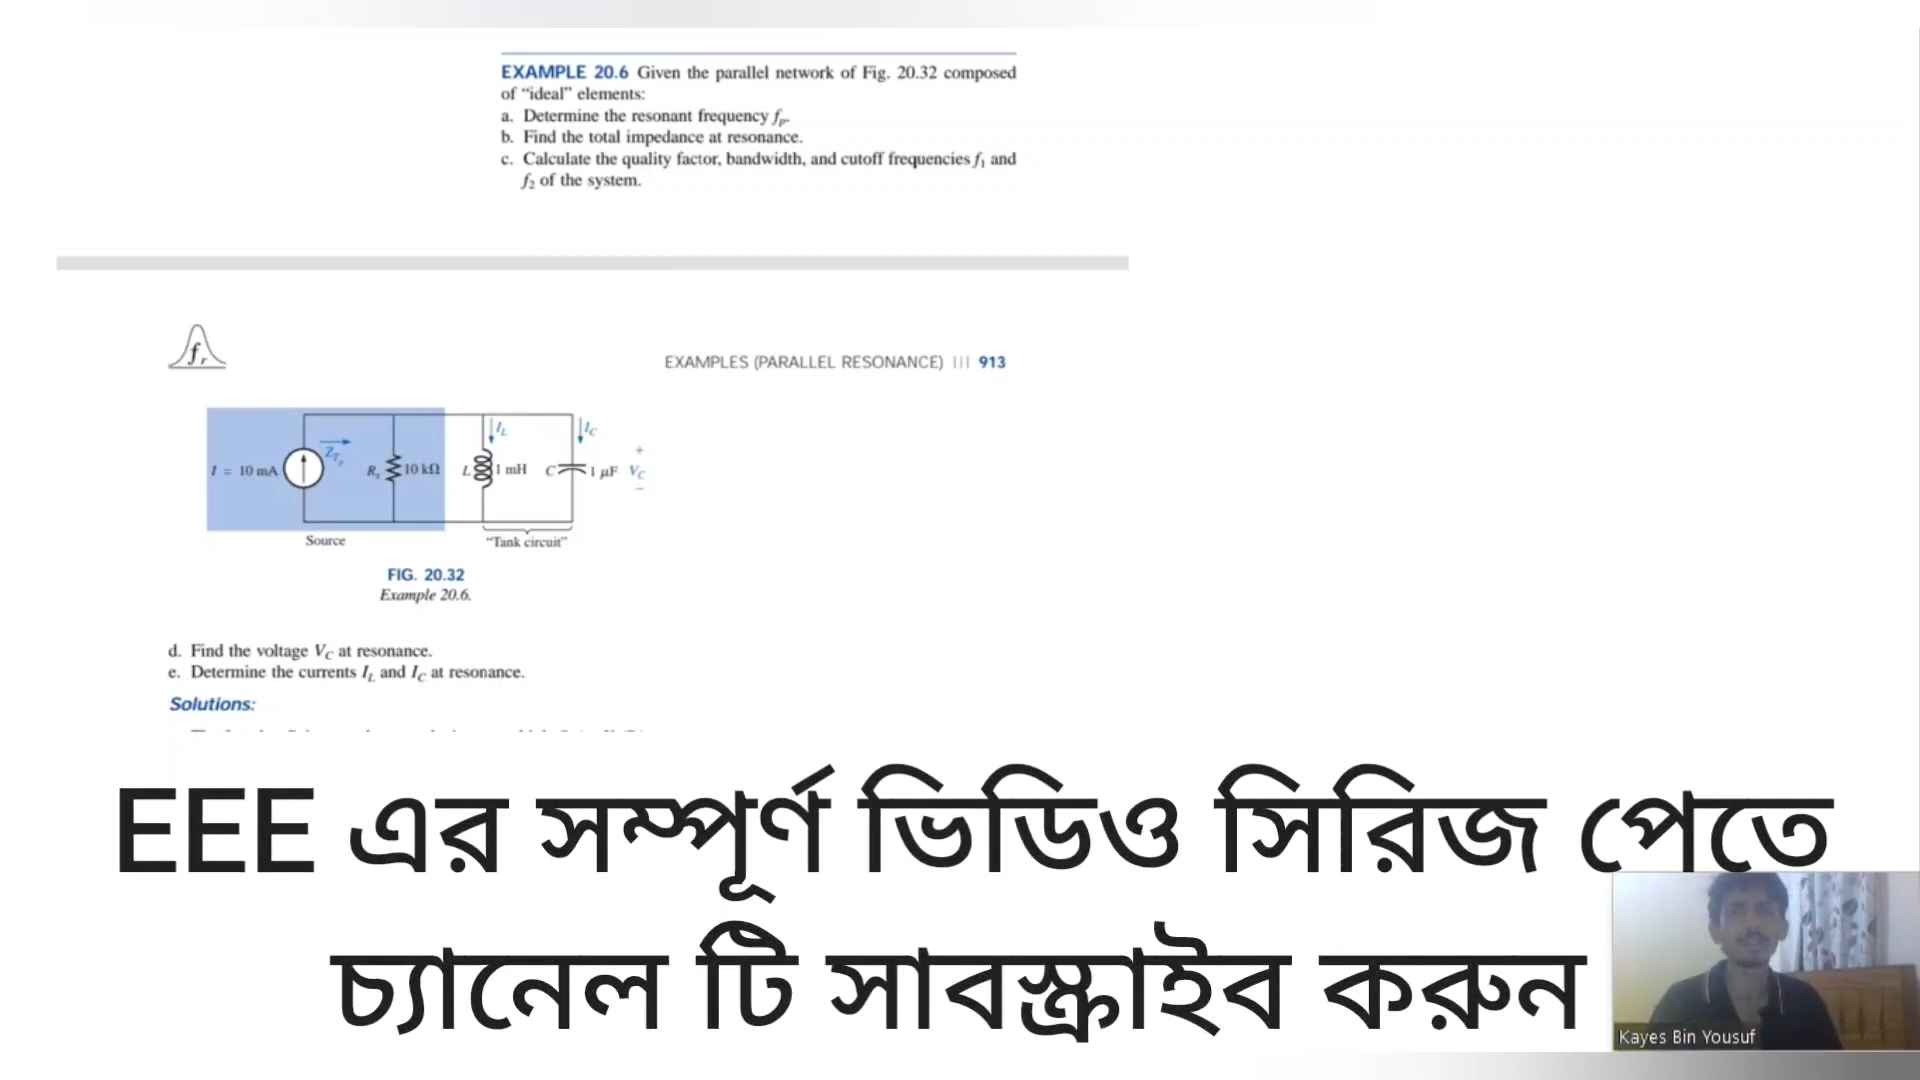 EXAMPLE 20.6 Given the parallel network of Fig. 20.32 composed
of “ideal” elements:
a. Determine the resonant frequency fp.
b. Find the total impedance at resonance.
c. Calculate the quality factor, bandwidth, and cutoff frequencies f1 and
f2 of the system.
fr
EXAMPLES (PARALLEL RESONANCE) ||| 913
I = 10 mA
ZTp
Rs 10 kΩ
IL
L 1 mH
IC
C 1 μF
+ VC −
Source
“Tank circuit”
FIG. 20.32
Example 20.6.
d. Find the voltage VC at resonance.
e. Determine the currents IL and IC at resonance.
Solutions:
EEE এর সম্পূর্ণ ভিডিও সিরিজ পেতে
চ্যানেল টি সাবস্ক্রাইব করুন
Kayes Bin Yousuf